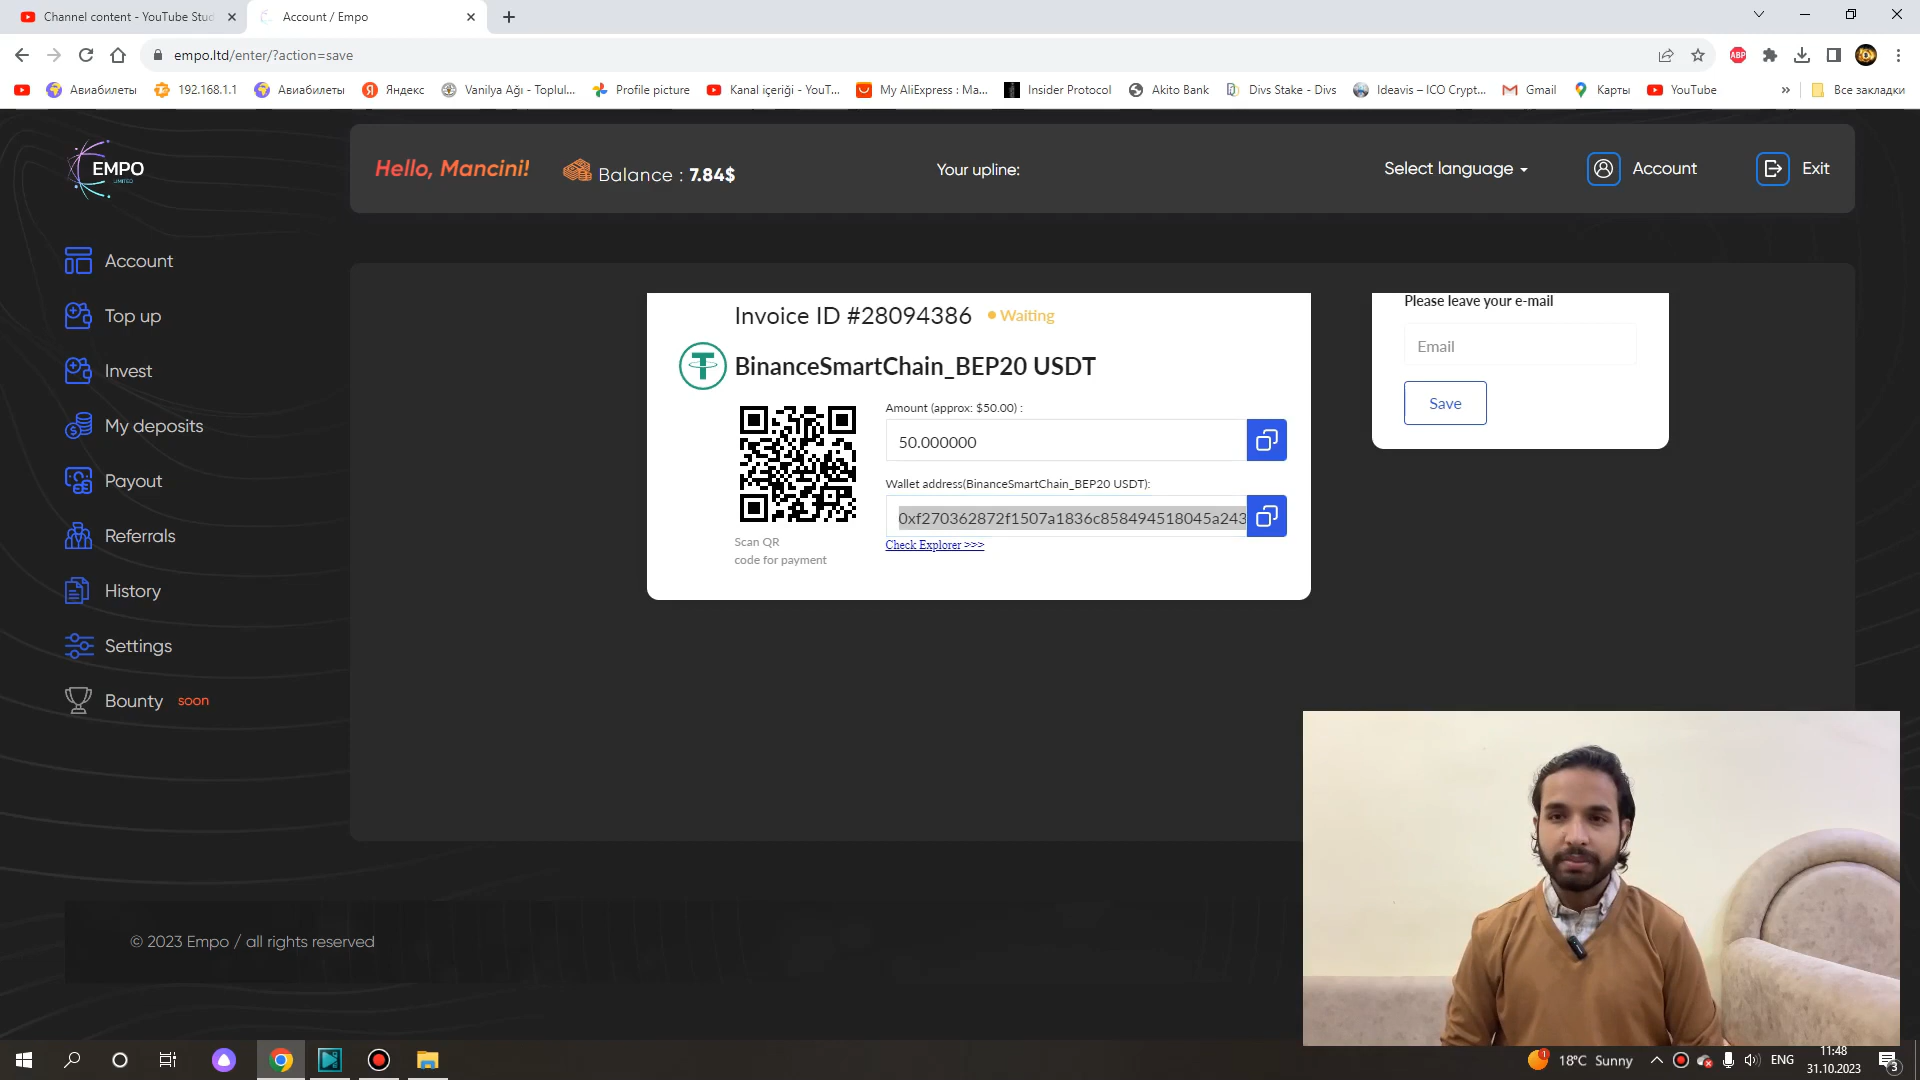 Channel content - YouTube Stud
Account / Empo
empo.ltd/enter/?action=save
ABP
Авиабилеты
192.168.1.1
Авиабилеты
Яндекс
Vanilya Ağı - Toplul...
Profile picture
Kanal içeriği - YouT...
My AliExpress : Ma...
Insider Protocol
Akito Bank
Divs Stake - Divs
Ideavis – ICO Crypt...
Gmail
Карты
YouTube
»
Все закладки
EMPO
LIMITED
Hello, Mancini!
Balance : 7.84$
Your upline:
Select language
Account
Exit
Account
Top up
Invest
My deposits
Payout
Referrals
History
Settings
Bounty soon
Invoice ID #28094386 Waiting
BinanceSmartChain_BEP20 USDT
Amount (approx: $50.00) :
50.000000
Wallet address(BinanceSmartChain_BEP20 USDT):
0xf270362872f1507a1836c858494518045a243
Check Explorer >>>
Scan QR
code for payment
Please leave your e-mail
Email
Save
© 2023 Empo / all rights reserved
1
18°C Sunny
ENG
11:48
31.10.2023
3